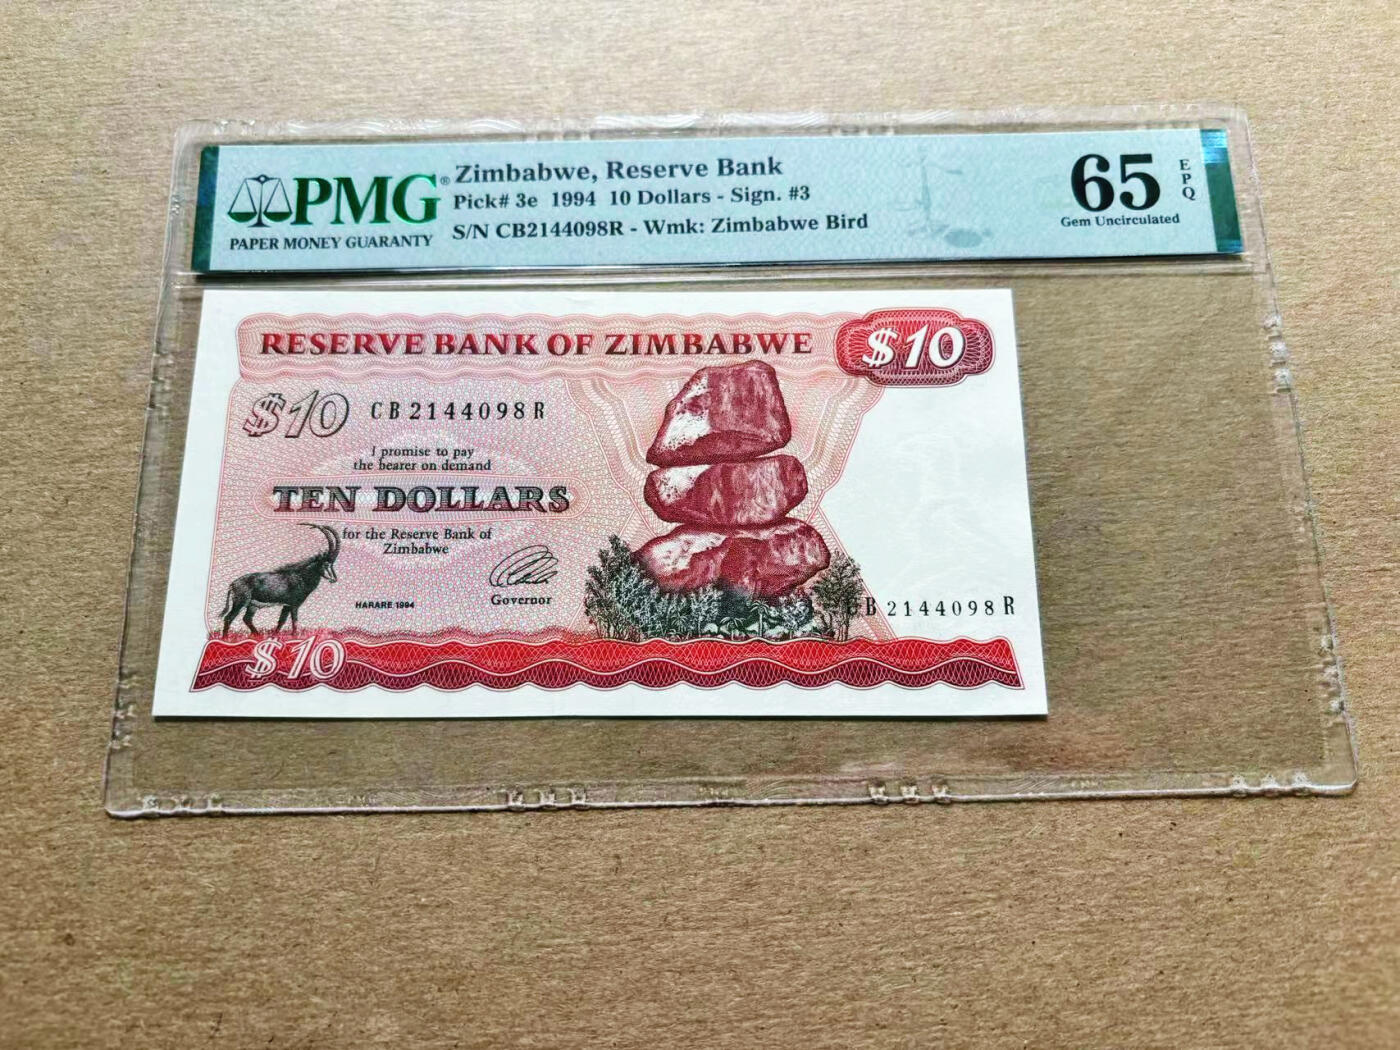 PMG®
PAPER MONEY GUARANTY
Zimbabwe, Reserve Bank
Pick# 3e 1994 10 Dollars - Sign. #3
S/N CB2144098R - Wmk: Zimbabwe Bird
65
EPQ
Gem Uncirculated
RESERVE BANK OF ZIMBABWE
$10
$10
CB2144098R
I promise to pay
the bearer on demand
TEN DOLLARS
for the Reserve Bank of
Zimbabwe
Governor
HARARE 1994
CB2144098R
$10